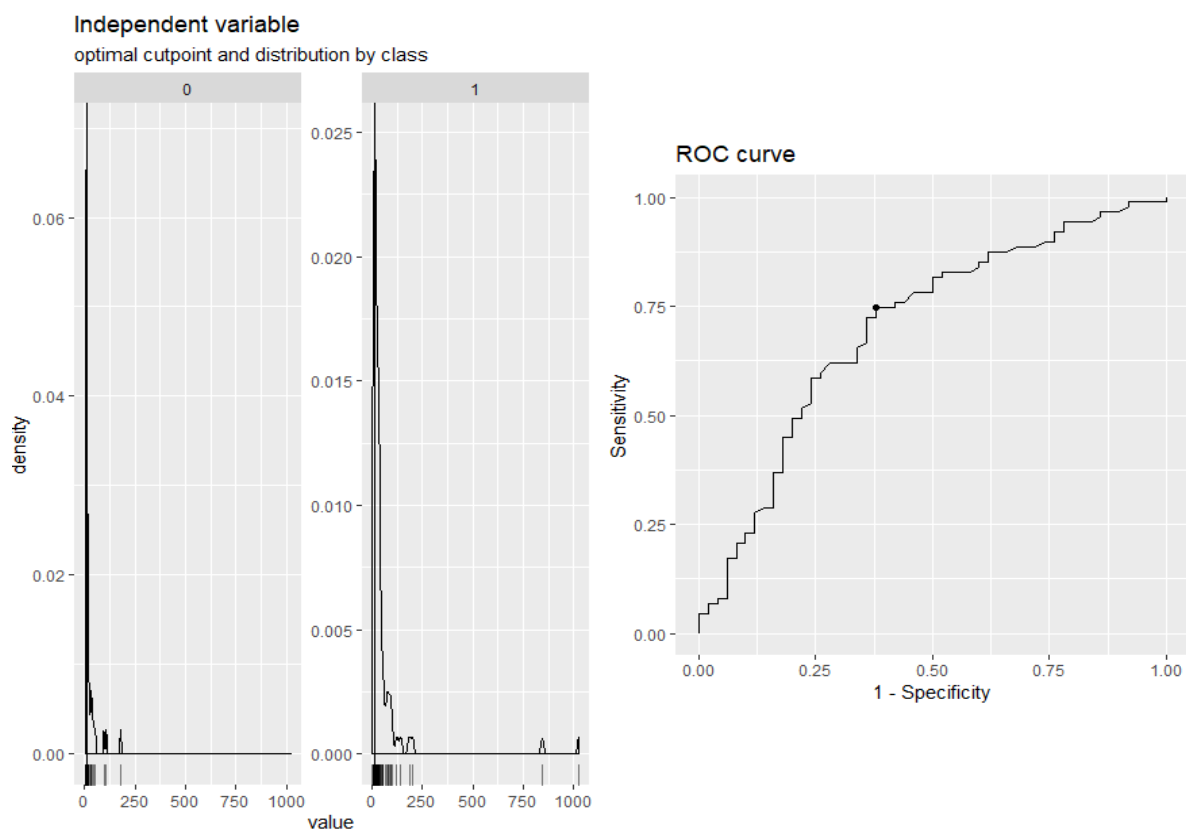 Independent variable
optimal cutpoint and distribution by class
0
1
density
0.06
0.04
0.02
0.00
0.025
0.020
0.015
0.010
0.005
0.000
0 250 500 750 1000
0 250 500 750 1000
value
ROC curve
Sensitivity
1.00
0.75
0.50
0.25
0.00
0.00 0.25 0.50 0.75 1.00
1 - Specificity